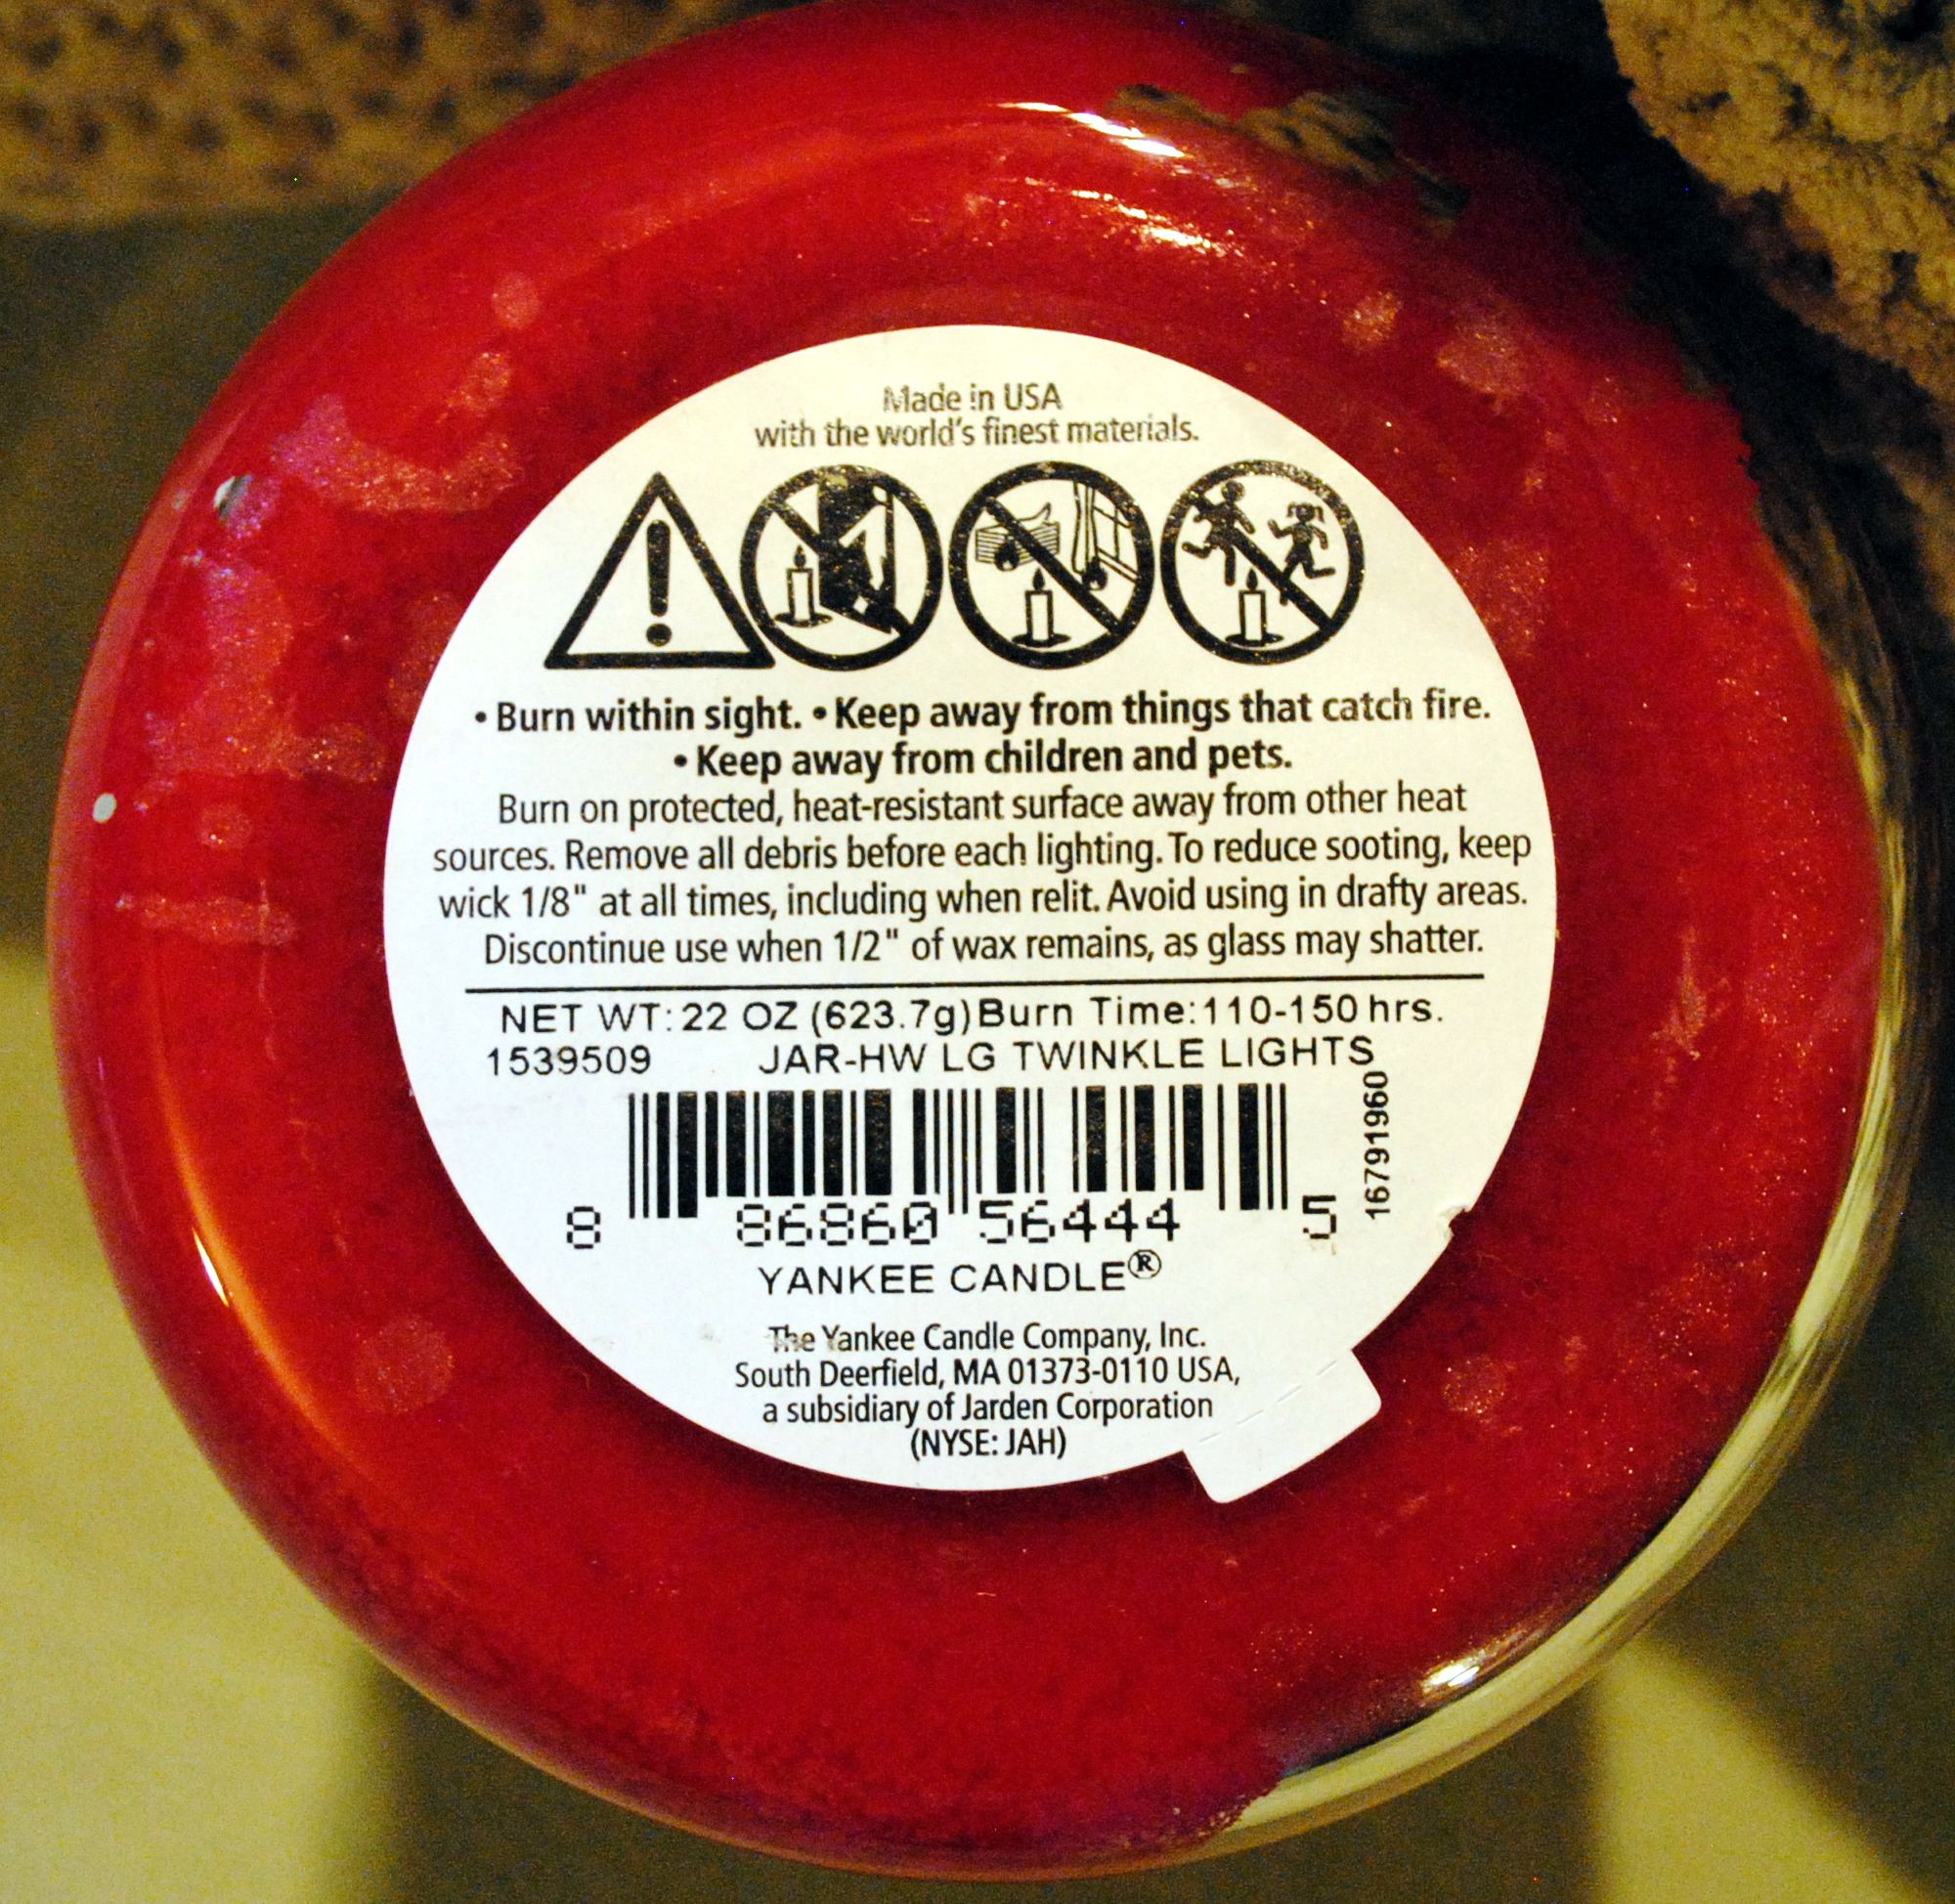 Made in USA
with the world's finest materials.
• Burn within sight. • Keep away from things that catch fire.
• Keep away from children and pets.
Burn on protected, heat-resistant surface away from other heat
sources. Remove all debris before each lighting. To reduce sooting, keep
wick 1/8" at all times, including when relit. Avoid using in drafty areas.
Discontinue use when 1/2" of wax remains, as glass may shatter.
NET WT: 22 OZ (623.7g) Burn Time: 110-150 hrs.
1539509 JAR-HW LG TWINKLE LIGHTS
16791960
8 86860 56444 5
YANKEE CANDLE®
The Yankee Candle Company, Inc.
South Deerfield, MA 01373-0110 USA,
a subsidiary of Jarden Corporation
(NYSE: JAH)